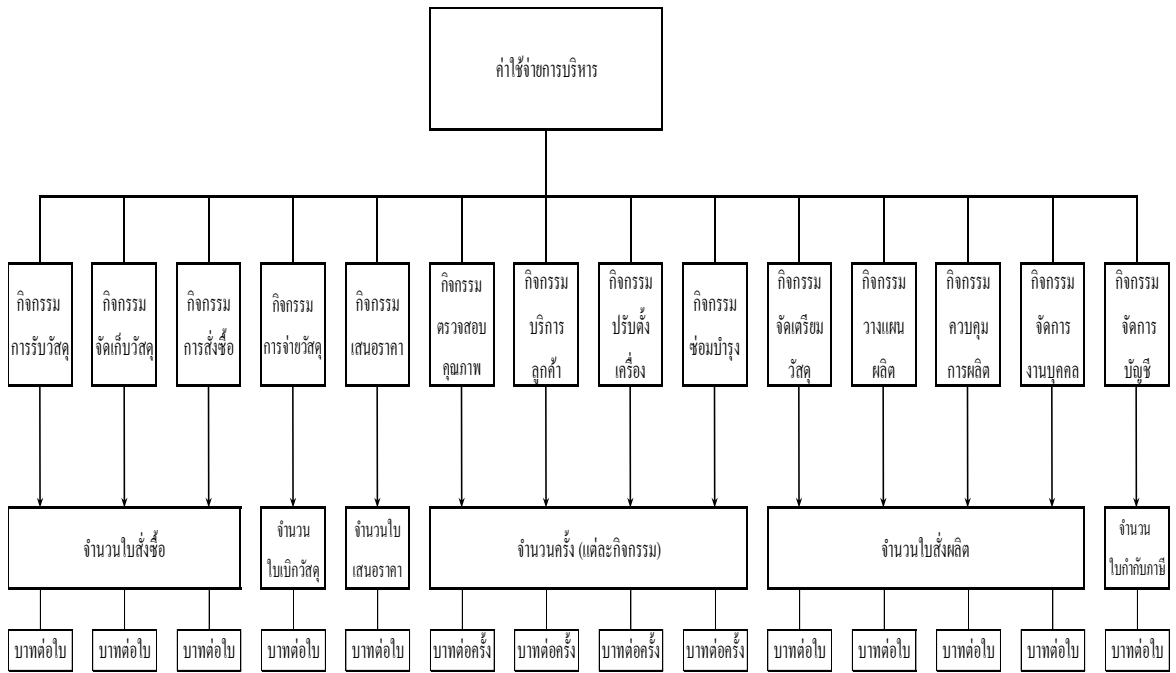 ค่าใช้จ่ายการบริหาร
กิจกรรม
การรับวัสดุ
กิจกรรม
จัดเก็บวัสดุ
กิจกรรม
การสั่งซื้อ
กิจกรรม
การจ่ายวัสดุ
กิจกรรม
เสนอราคา
กิจกรรม
ตรวจสอบ
คุณภาพ
กิจกรรม
บริการ
ลูกค้า
กิจกรรม
ปรับตั้ง
เครื่อง
กิจกรรม
ซ่อมบำรุง
กิจกรรม
จัดเตรียม
วัสดุ
กิจกรรม
วางแผน
ผลิต
กิจกรรม
ควบคุม
การผลิต
กิจกรรม
จัดการ
งานบุคคล
กิจกรรม
จัดการ
บัญชี
จำนวนใบสั่งซื้อ
จำนวน
ใบเบิกวัสดุ
จำนวนใบ
เสนอราคา
จำนวนครั้ง (แต่ละกิจกรรม)
จำนวนใบสั่งผลิต
จำนวน
ใบกำกับภาษี
บาทต่อใบ
บาทต่อใบ
บาทต่อใบ
บาทต่อใบ
บาทต่อใบ
บาทต่อครั้ง
บาทต่อครั้ง
บาทต่อครั้ง
บาทต่อครั้ง
บาทต่อใบ
บาทต่อใบ
บาทต่อใบ
บาทต่อใบ
บาทต่อใบ